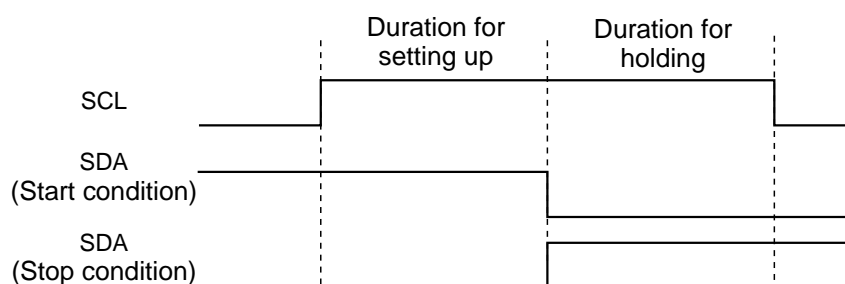 Duration for
setting up
Duration for
holding
SCL
SDA
(Start condition)
SDA
(Stop condition)